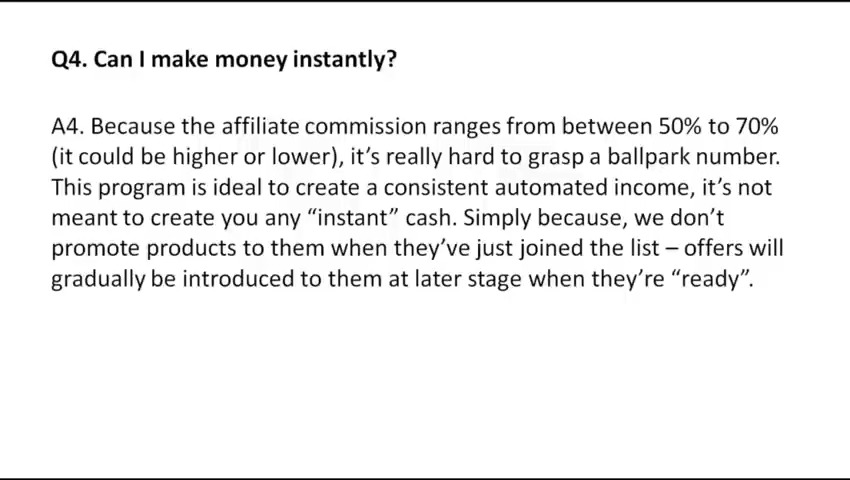 Q4. Can I make money instantly?
A4. Because the affiliate commission ranges from between 50% to 70%
(it could be higher or lower), it’s really hard to grasp a ballpark number.
This program is ideal to create a consistent automated income, it’s not
meant to create you any “instant” cash. Simply because, we don’t
promote products to them when they’ve just joined the list – offers will
gradually be introduced to them at later stage when they’re “ready”.